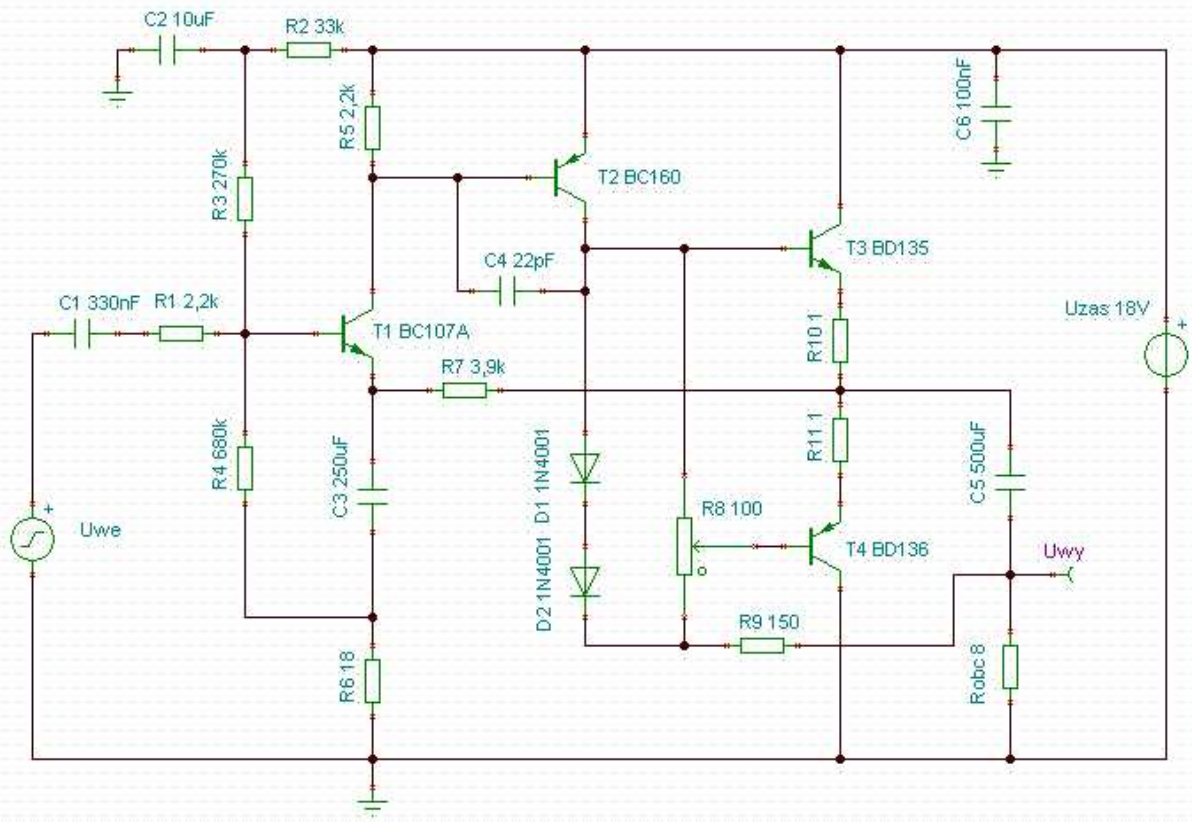 C2 10uF
R2 33k
R5 2,2k
C6 100nF
R3 270k
T2 BC160
T3 BD135
C4 22pF
C1 330nF
R1 2,2k
T1 BC107A
Uzas 18V
+
R10 1
R7 3,9k
R4 680k
C3 250uF
D1 1N4001
R11 1
C5 500uF
+
Uwe
R8 100
T4 BD136
Uwy
D2 1N4001
R9 150
R6 18
Robc 8